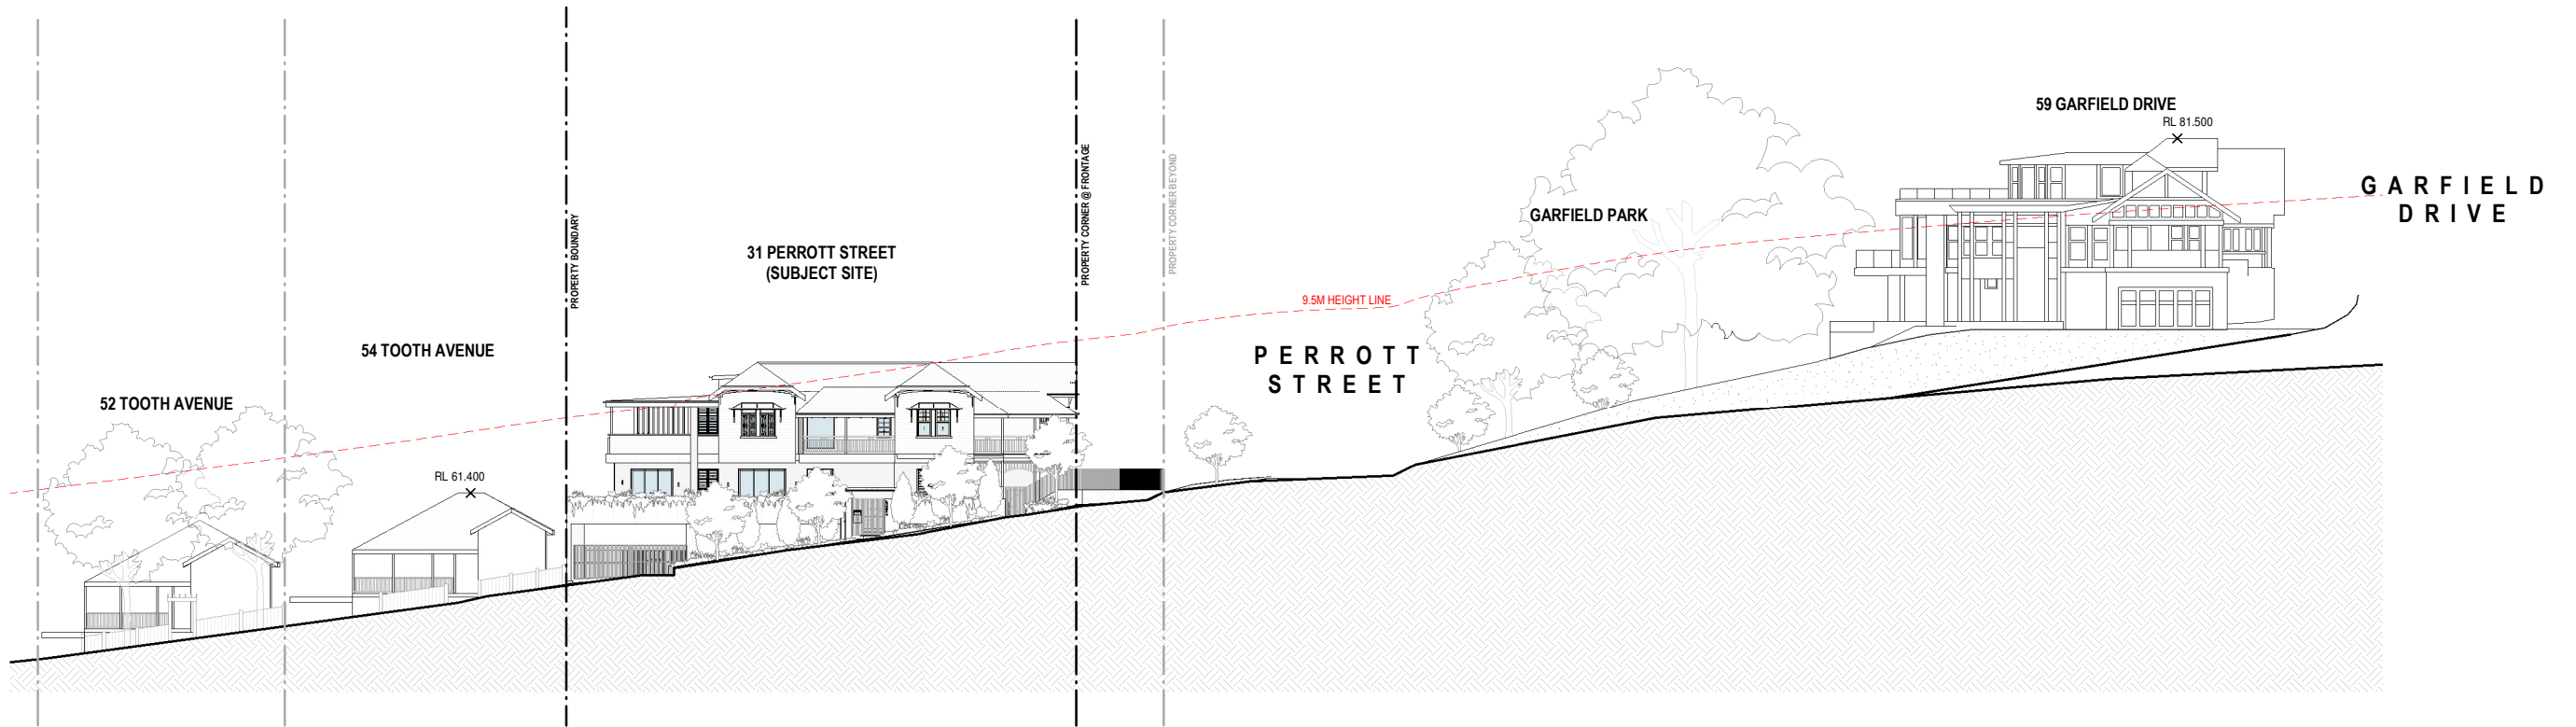 59 GARFIELD DRIVE
RL 81.500
GARFIELD
DRIVE
GARFIELD PARK
PROPERTY BOUNDARY
PROPERTY CORNER @ FRONTAGE
PROPERTY CORNER BEYOND
31 PERROTT STREET
(SUBJECT SITE)
9.5M HEIGHT LINE
54 TOOTH AVENUE
PERROTT
STREET
52 TOOTH AVENUE
RL 61.400